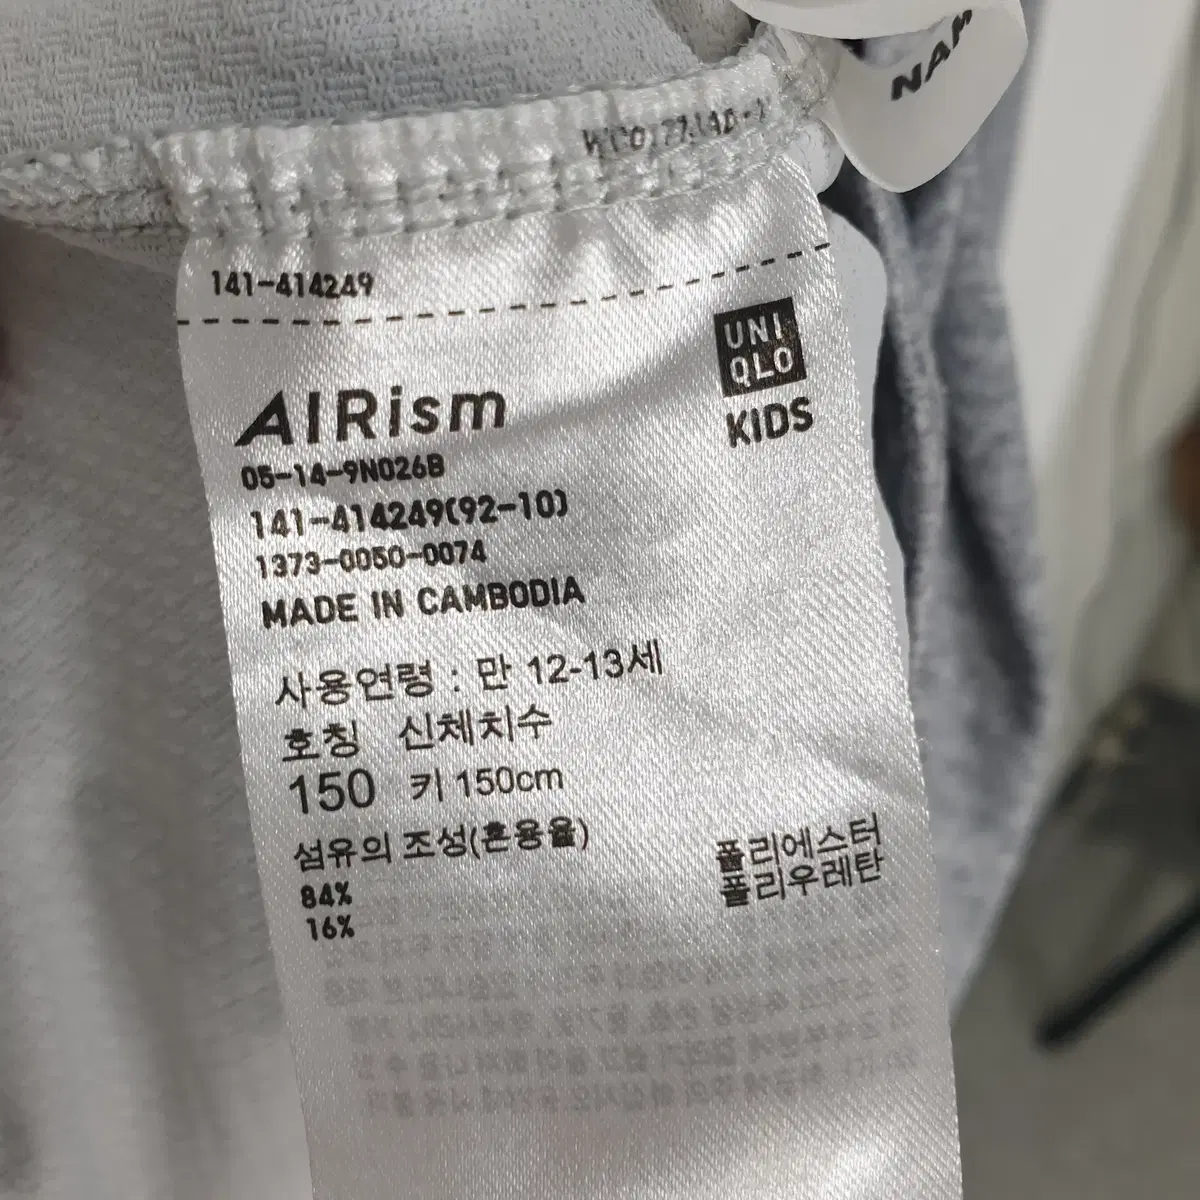 141-414249
UNI
QLO
KIDS
AIRism
05-14-9N026B
141-414249(92-10)
1373-0050-0074
MADE IN CAMBODIA
사용연령 : 만 12-13세
호칭 신체치수
150 키 150cm
섬유의 조성(혼용율)
84% 폴리에스터
16% 폴리우레탄